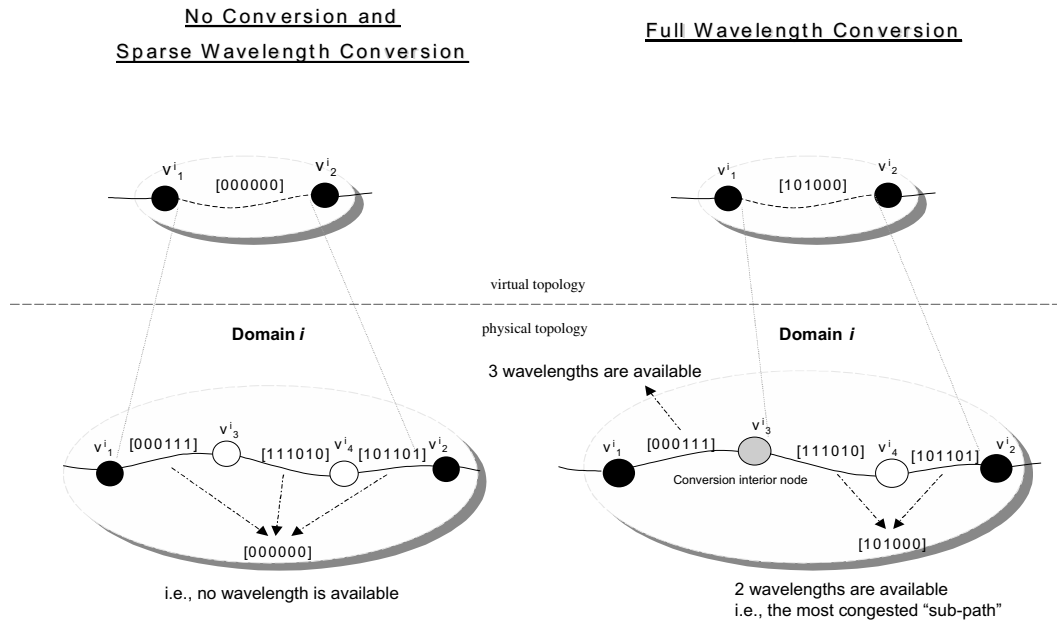 No Conversion and
Sparse Wavelength Conversion
Full Wavelength Conversion
v^i_1
v^i_2
[000000]
v^i_1
v^i_2
[101000]
virtual topology
physical topology
Domain i
Domain i
3 wavelengths are available
v^i_1
[000111]
v^i_3
[111010]
v^i_4
[101101]
v^i_2
[000000]
i.e., no wavelength is available
v^i_1
[000111]
v^i_3
[111010]
v^i_4
[101101]
v^i_2
Conversion interior node
[101000]
2 wavelengths are available
i.e., the most congested “sub-path”